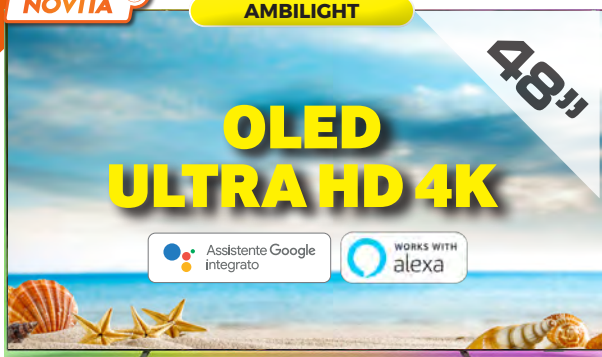 NOVITÀ
AMBILIGHT
48”
OLED
ULTRA HD 4K
Assistente Google
integrato
WORKS WITH
alexa